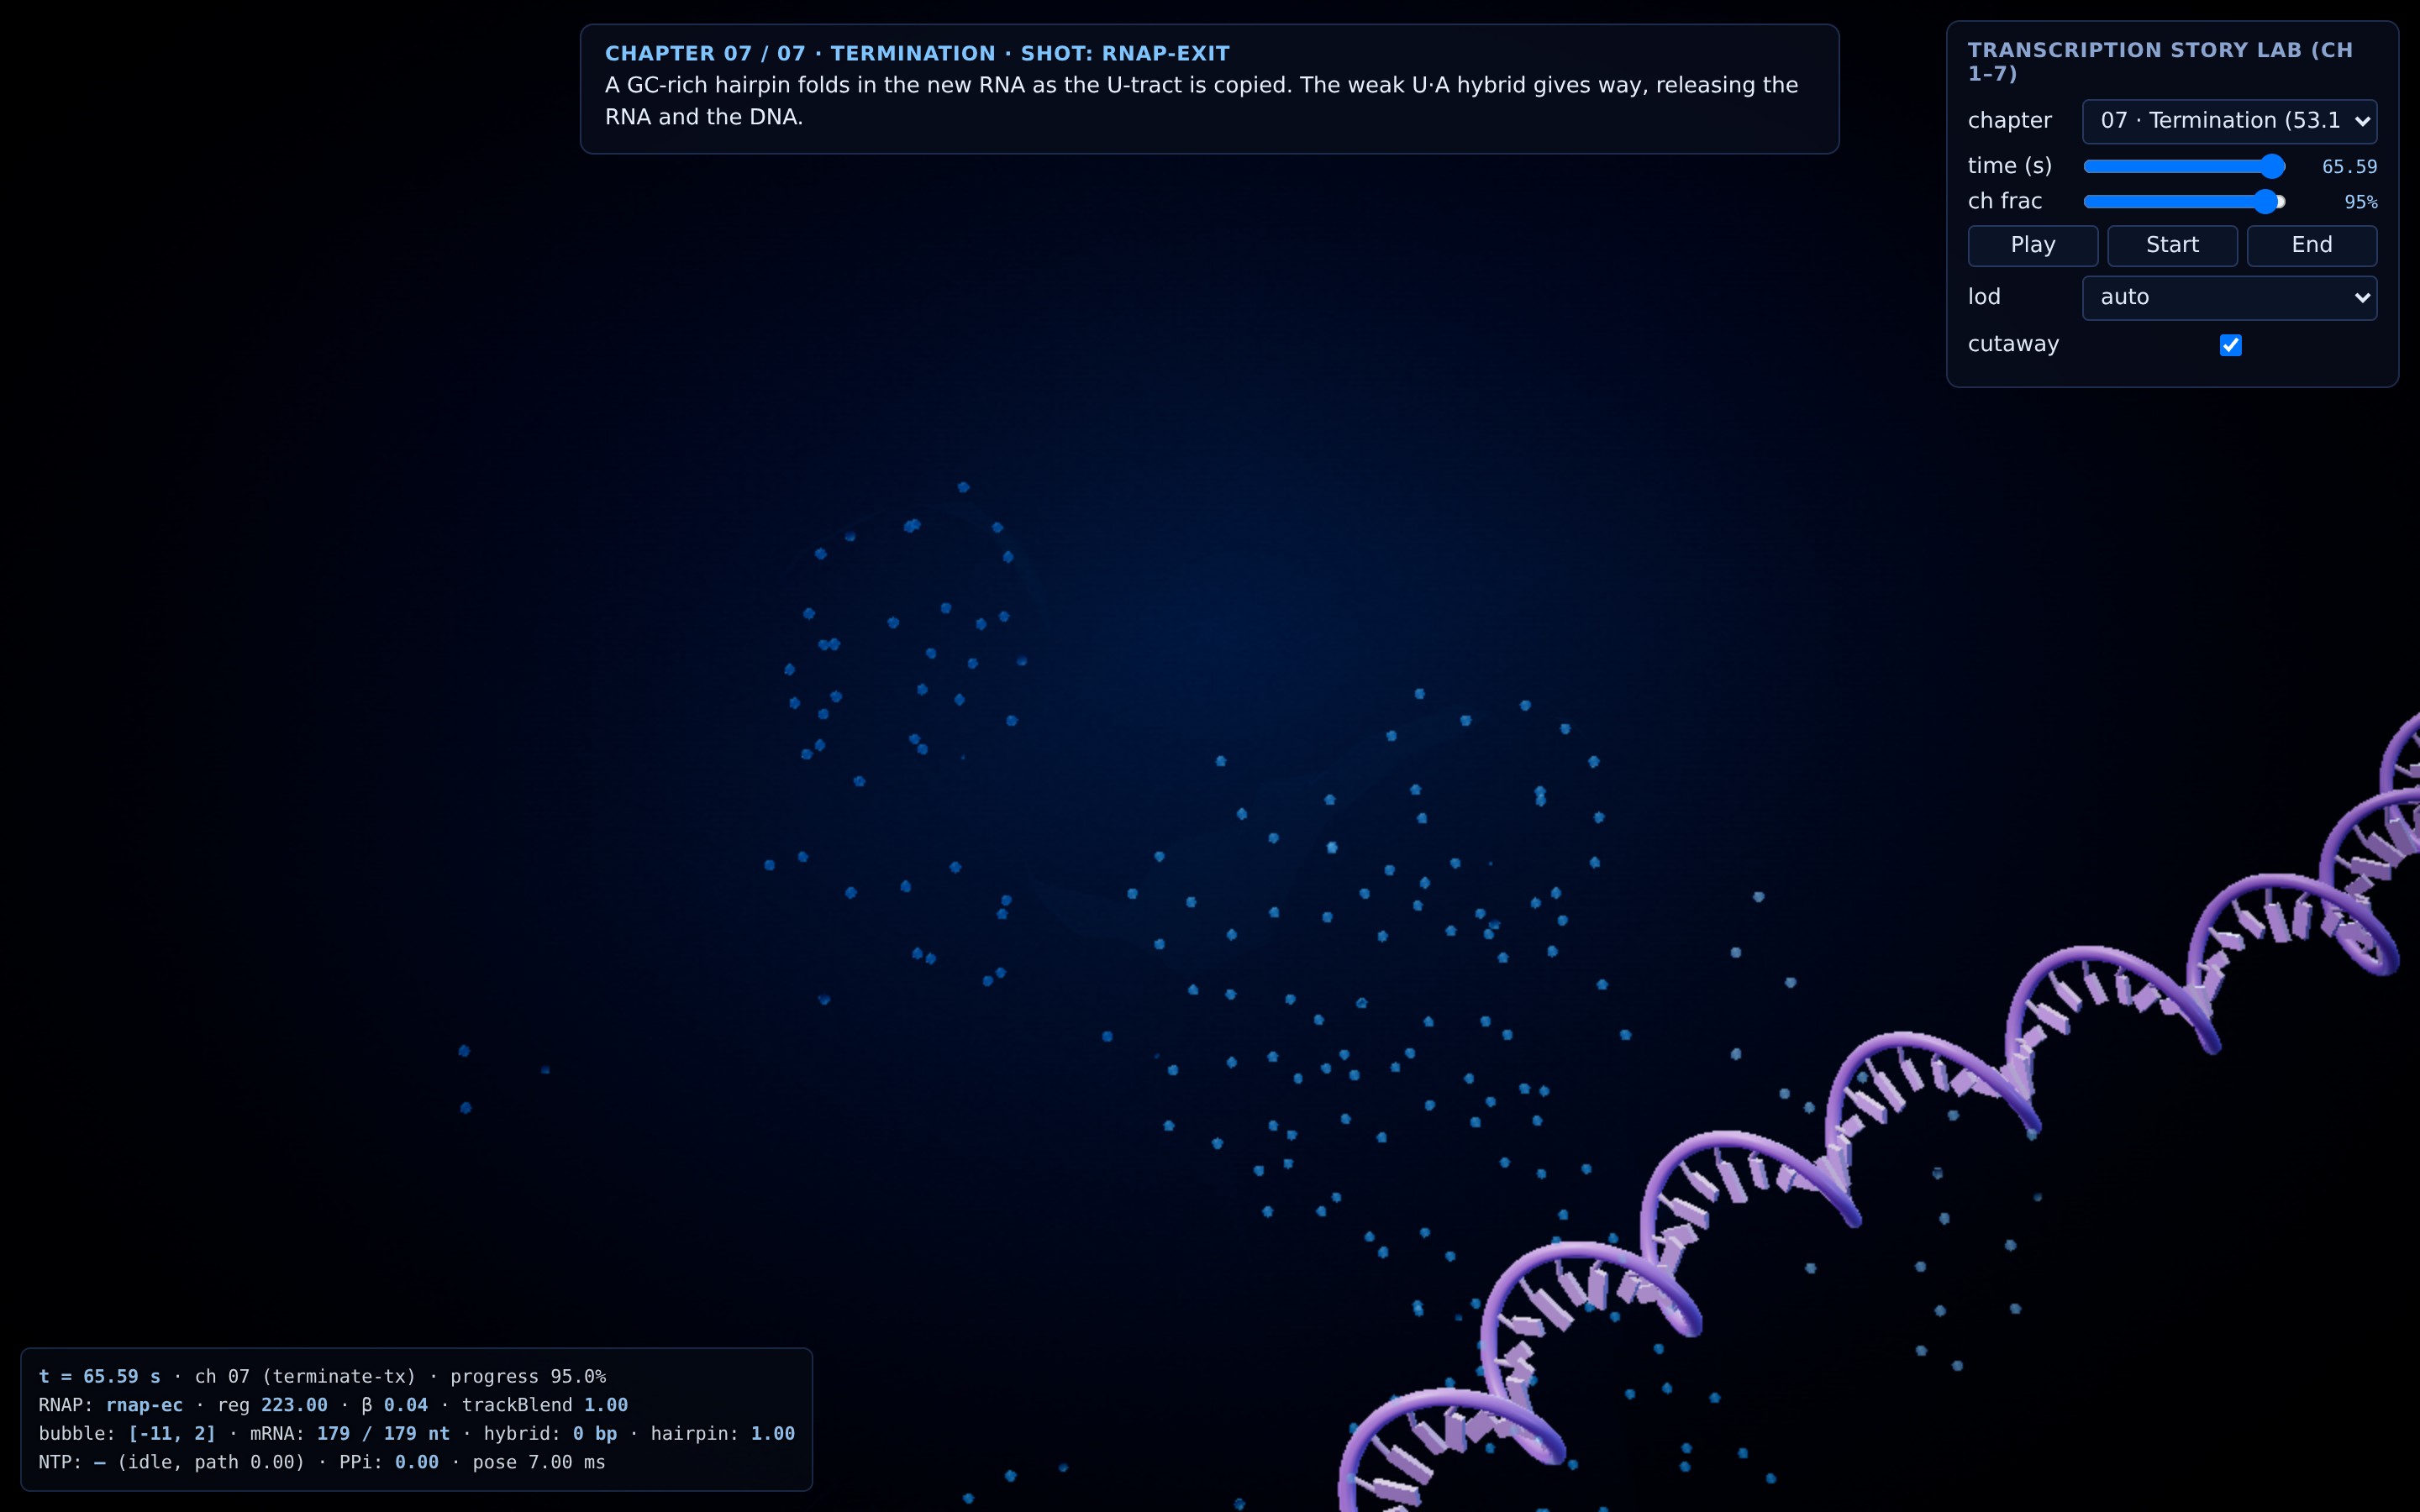 CHAPTER 07 / 07 · TERMINATION · SHOT: RNAP-EXIT
A GC-rich hairpin folds in the new RNA as the U-tract is copied. The weak U·A hybrid gives way, releasing the
RNA and the DNA.
TRANSCRIPTION STORY LAB (CH
1–7)
chapter 07 · Termination (53.1
time (s) 65.59
ch frac 95%
Play Start End
lod auto
cutaway
t = 65.59 s · ch 07 (terminate-tx) · progress 95.0%
RNAP: rnap-ec · reg 223.00 · β 0.04 · trackBlend 1.00
bubble: [-11, 2] · mRNA: 179 / 179 nt · hybrid: 0 bp · hairpin: 1.00
NTP: — (idle, path 0.00) · PPi: 0.00 · pose 7.00 ms